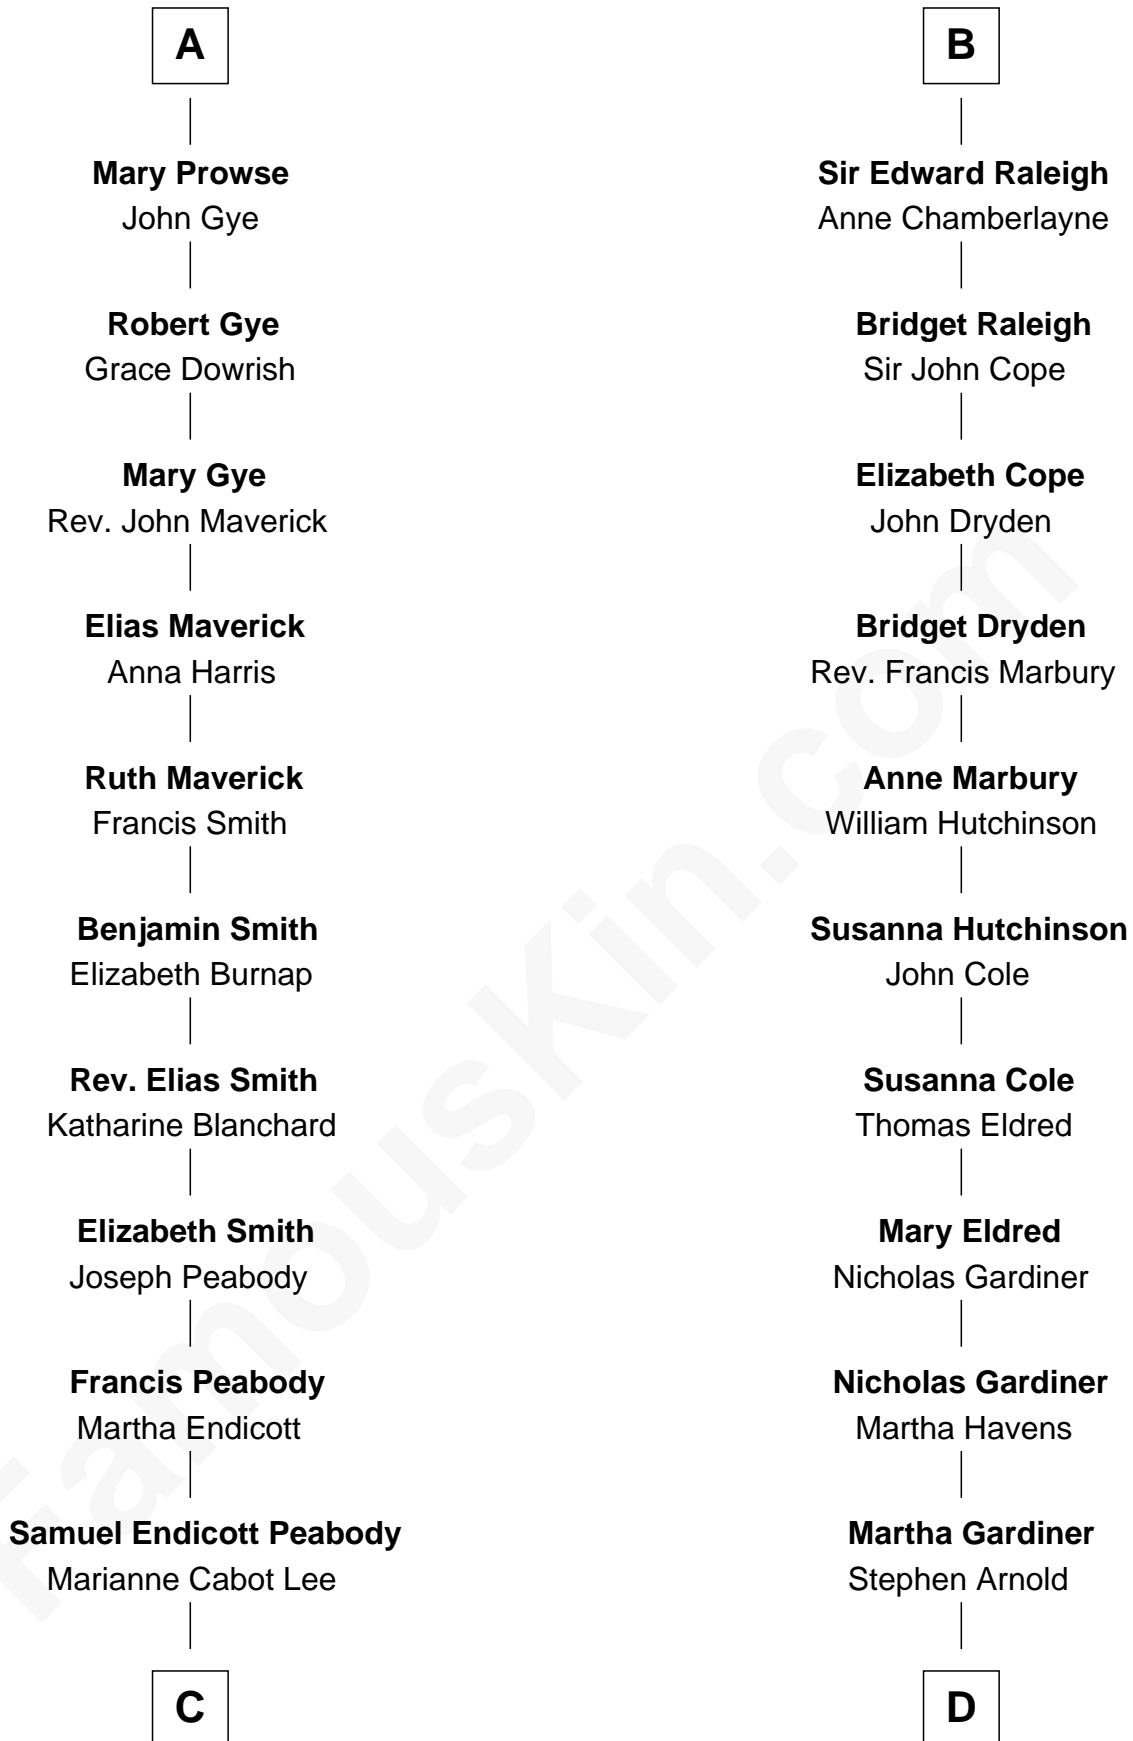 A
Mary Prowse
John Gye
Robert Gye
Grace Dowrish
Mary Gye
Rev. John Maverick
Elias Maverick
Anna Harris
Ruth Maverick
Francis Smith
Benjamin Smith
Elizabeth Burnap
Rev. Elias Smith
Katharine Blanchard
Elizabeth Smith
Joseph Peabody
Francis Peabody
Martha Endicott
Samuel Endicott Peabody
Marianne Cabot Lee
C
B
Sir Edward Raleigh
Anne Chamberlayne
Bridget Raleigh
Sir John Cope
Elizabeth Cope
John Dryden
Bridget Dryden
Rev. Francis Marbury
Anne Marbury
William Hutchinson
Susanna Hutchinson
John Cole
Susanna Cole
Thomas Eldred
Mary Eldred
Nicholas Gardiner
Nicholas Gardiner
Martha Havens
Martha Gardiner
Stephen Arnold
D
FamousKin.com